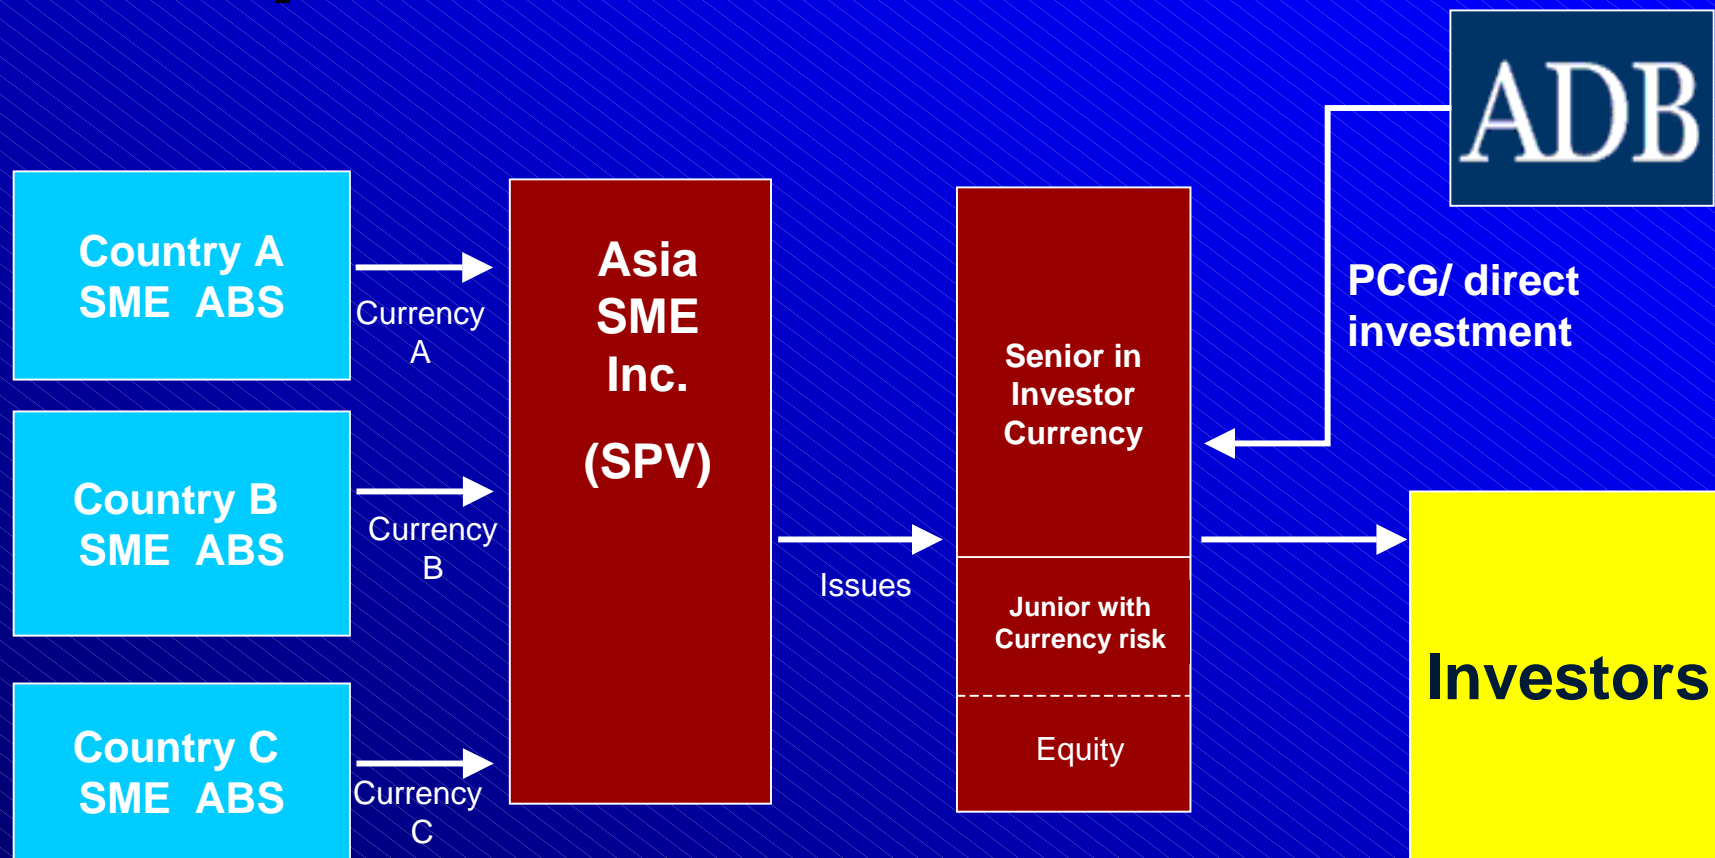 ADB
Country A
SME ABS
Currency
A
Asia
SME
Inc.
(SPV)
PCG/ direct
investment
Senior in
Investor
Currency
Country B
SME ABS
Currency
B
Issues
Junior with
Currency risk
Investors
Equity
Country C
SME ABS
Currency
C